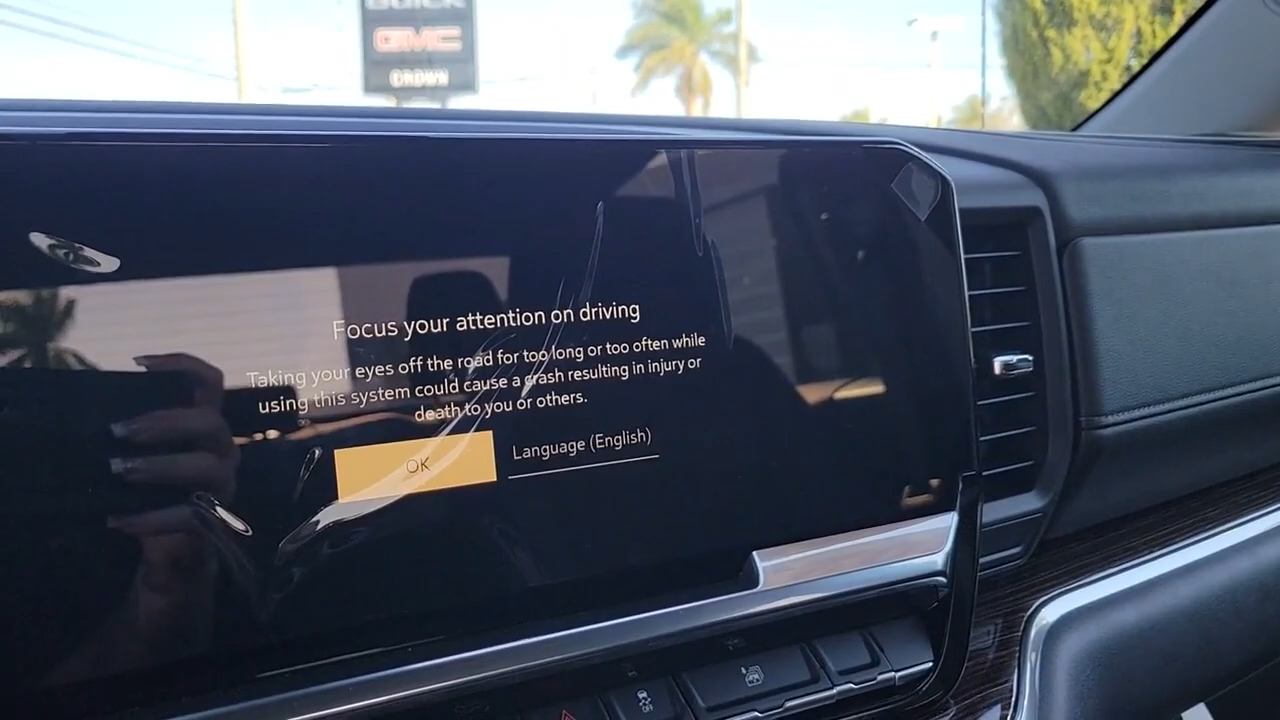 BUICK
GMC
CROWN
Focus your attention on driving
Taking your eyes off the road for too long or too often while
using this system could cause a crash resulting in injury or
death to you or others.
OK
Language (English)
OFF